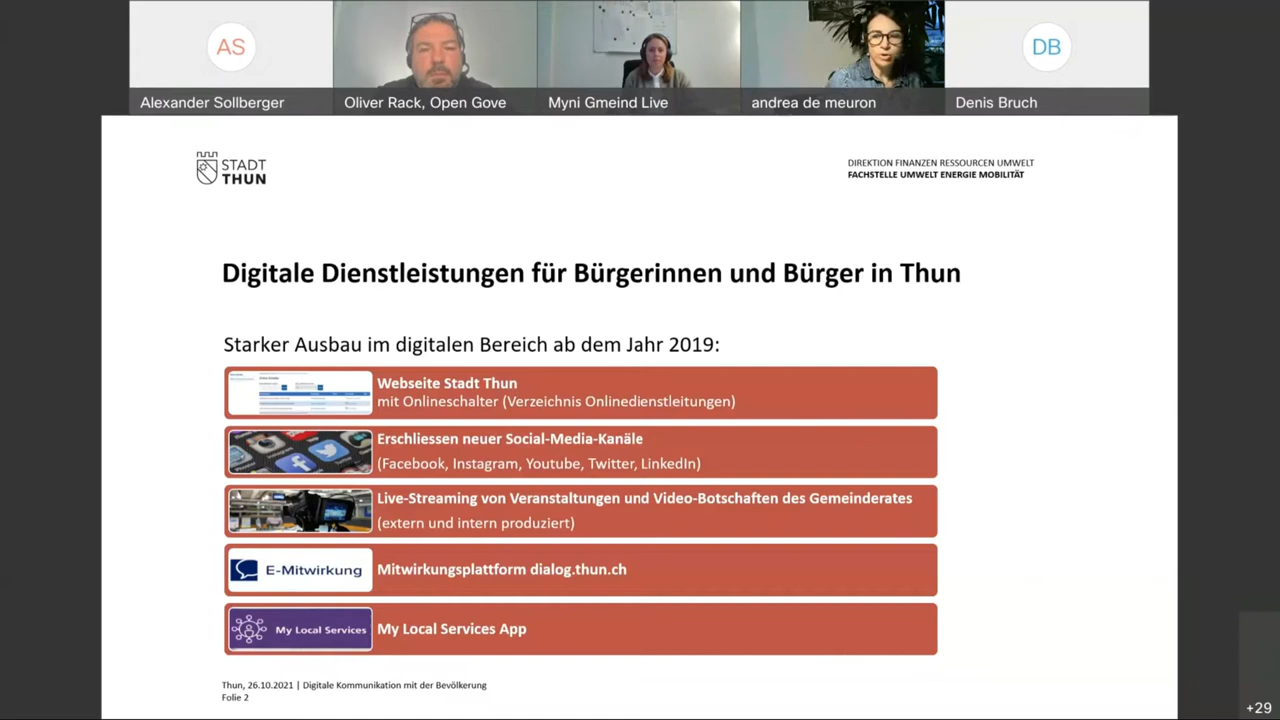 AS
DB
Alexander Sollberger
Oliver Rack, Open Gove
Myni Gmeind Live
andrea de meuron
Denis Bruch
STADT
THUN
DIREKTION FINANZEN RESSOURCEN UMWELT
FACHSTELLE UMWELT ENERGIE MOBILITÄT
Digitale Dienstleistungen für Bürgerinnen und Bürger in Thun
Starker Ausbau im digitalen Bereich ab dem Jahr 2019:
Webseite Stadt Thun
mit Onlineschalter (Verzeichnis Onlinedienstleitungen)
Erschliessen neuer Social-Media-Kanäle
(Facebook, Instagram, Youtube, Twitter, LinkedIn)
Live-Streaming von Veranstaltungen und Video-Botschaften des Gemeinderates
(extern und intern produziert)
E-Mitwirkung
Mitwirkungsplattform dialog.thun.ch
My Local Services
My Local Services App
Thun, 26.10.2021 | Digitale Kommunikation mit der Bevölkerung
Folie 2
+29